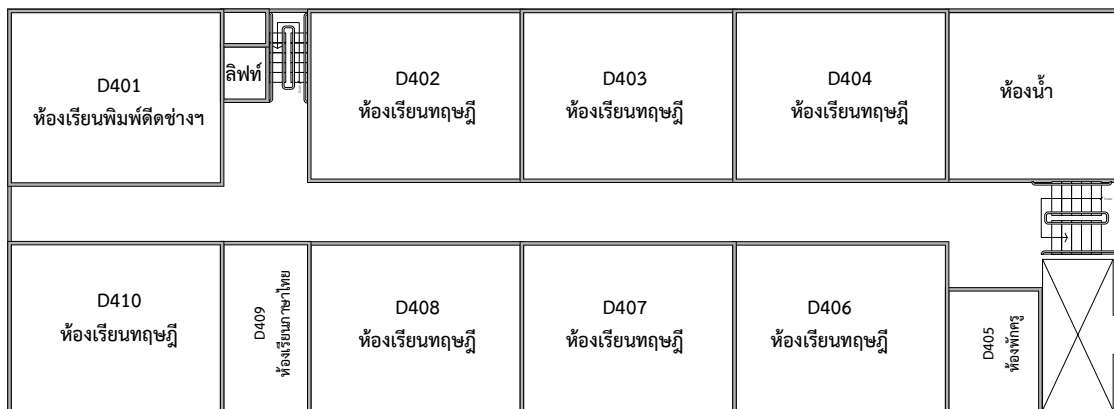 D401
ห้องเรียนพิมพ์ดีดช่างฯ
ลิฟท์
D402
ห้องเรียนทฤษฎี
D403
ห้องเรียนทฤษฎี
D404
ห้องเรียนทฤษฎี
ห้องน้ำ
D410
ห้องเรียนทฤษฎี
D409
ห้องเรียนภาษาไทย
D408
ห้องเรียนทฤษฎี
D407
ห้องเรียนทฤษฎี
D406
ห้องเรียนทฤษฎี
D405
ห้องพักครู